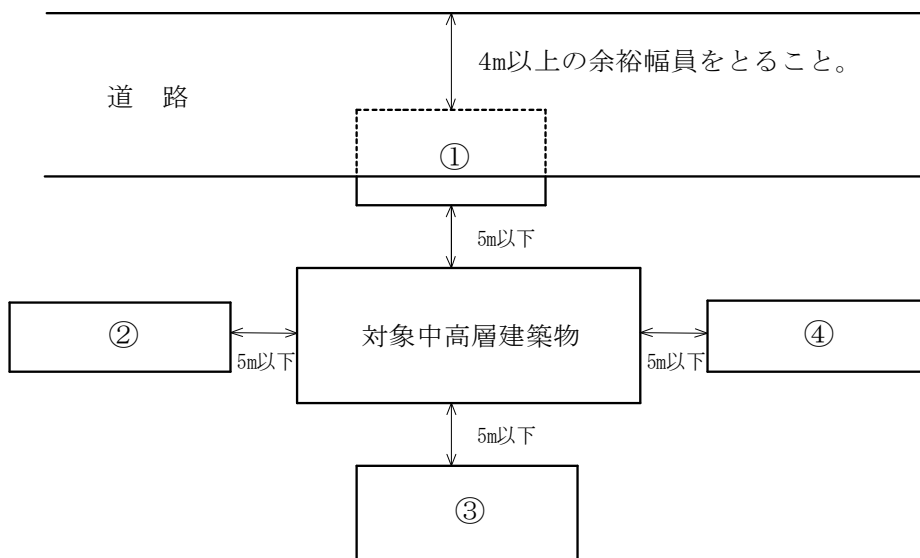 4m以上の余裕幅員をとること。
道　路
①
5m以下
②
5m以下
対象中高層建築物
5m以下
④
5m以下
③